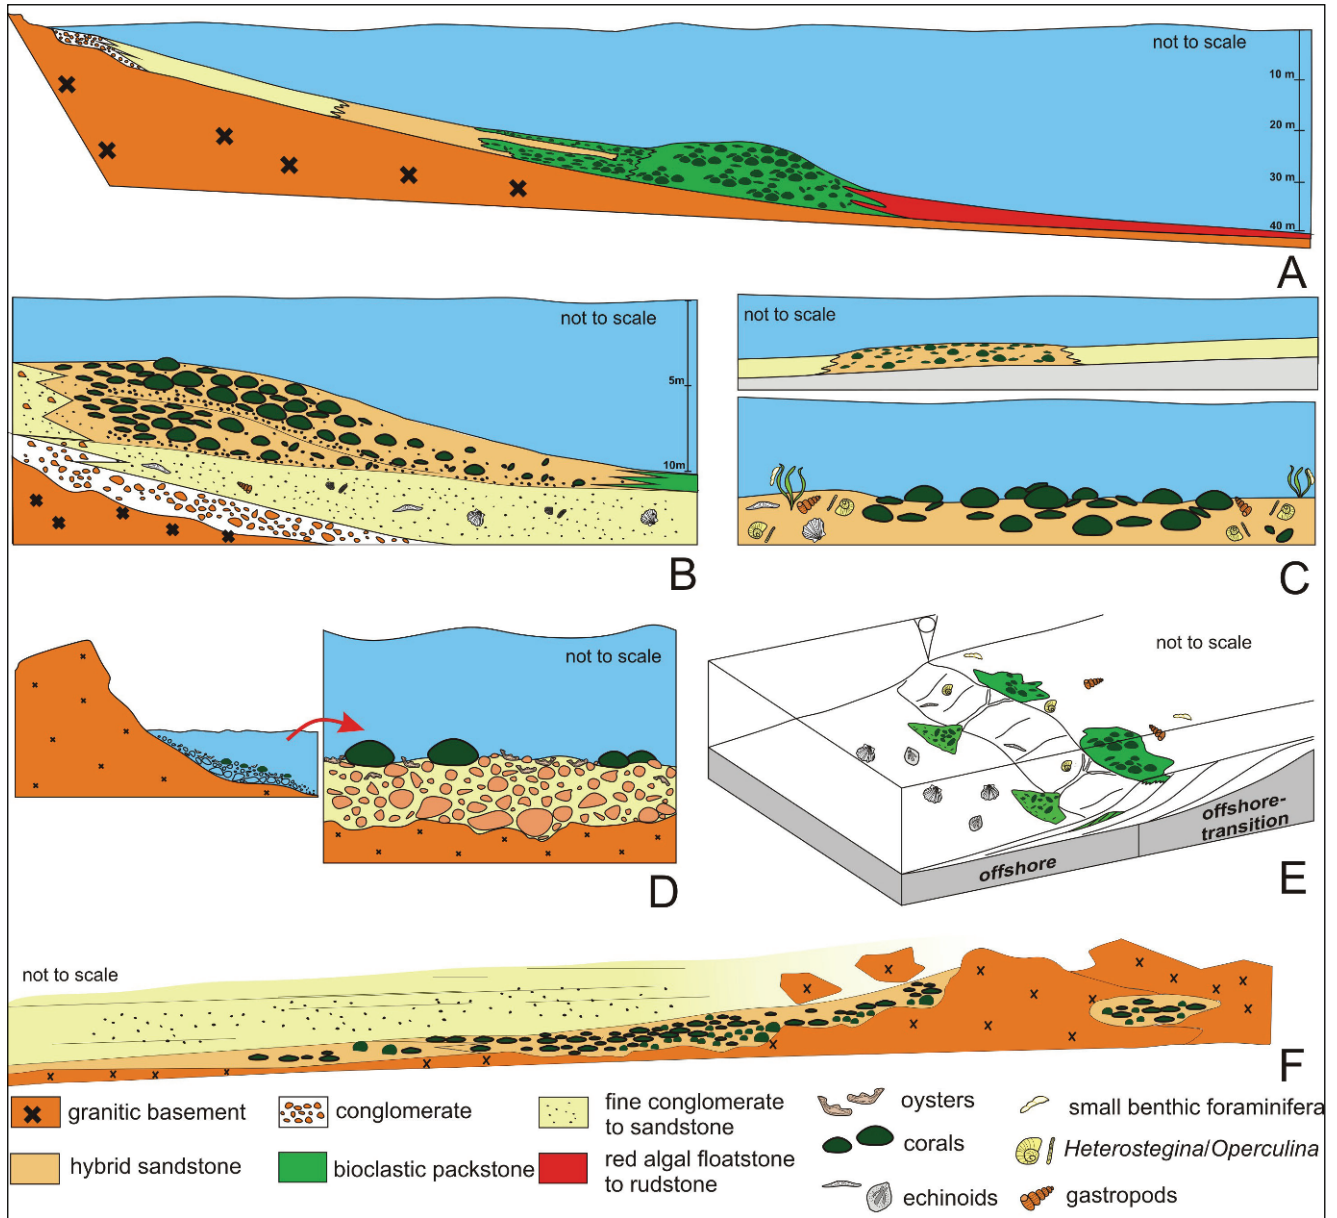 not to scale
10 m
20 m
30 m
40 m
A
not to scale
5m
10m
B
not to scale
C
not to scale
D
not to scale
offshore-
transition
offshore
E
not to scale
F
granitic basement
conglomerate
fine conglomerate
to sandstone
oysters
small benthic foraminifera
corals
Heterostegina/Operculina
hybrid sandstone
bioclastic packstone
red algal floatstone
to rudstone
echinoids
gastropods